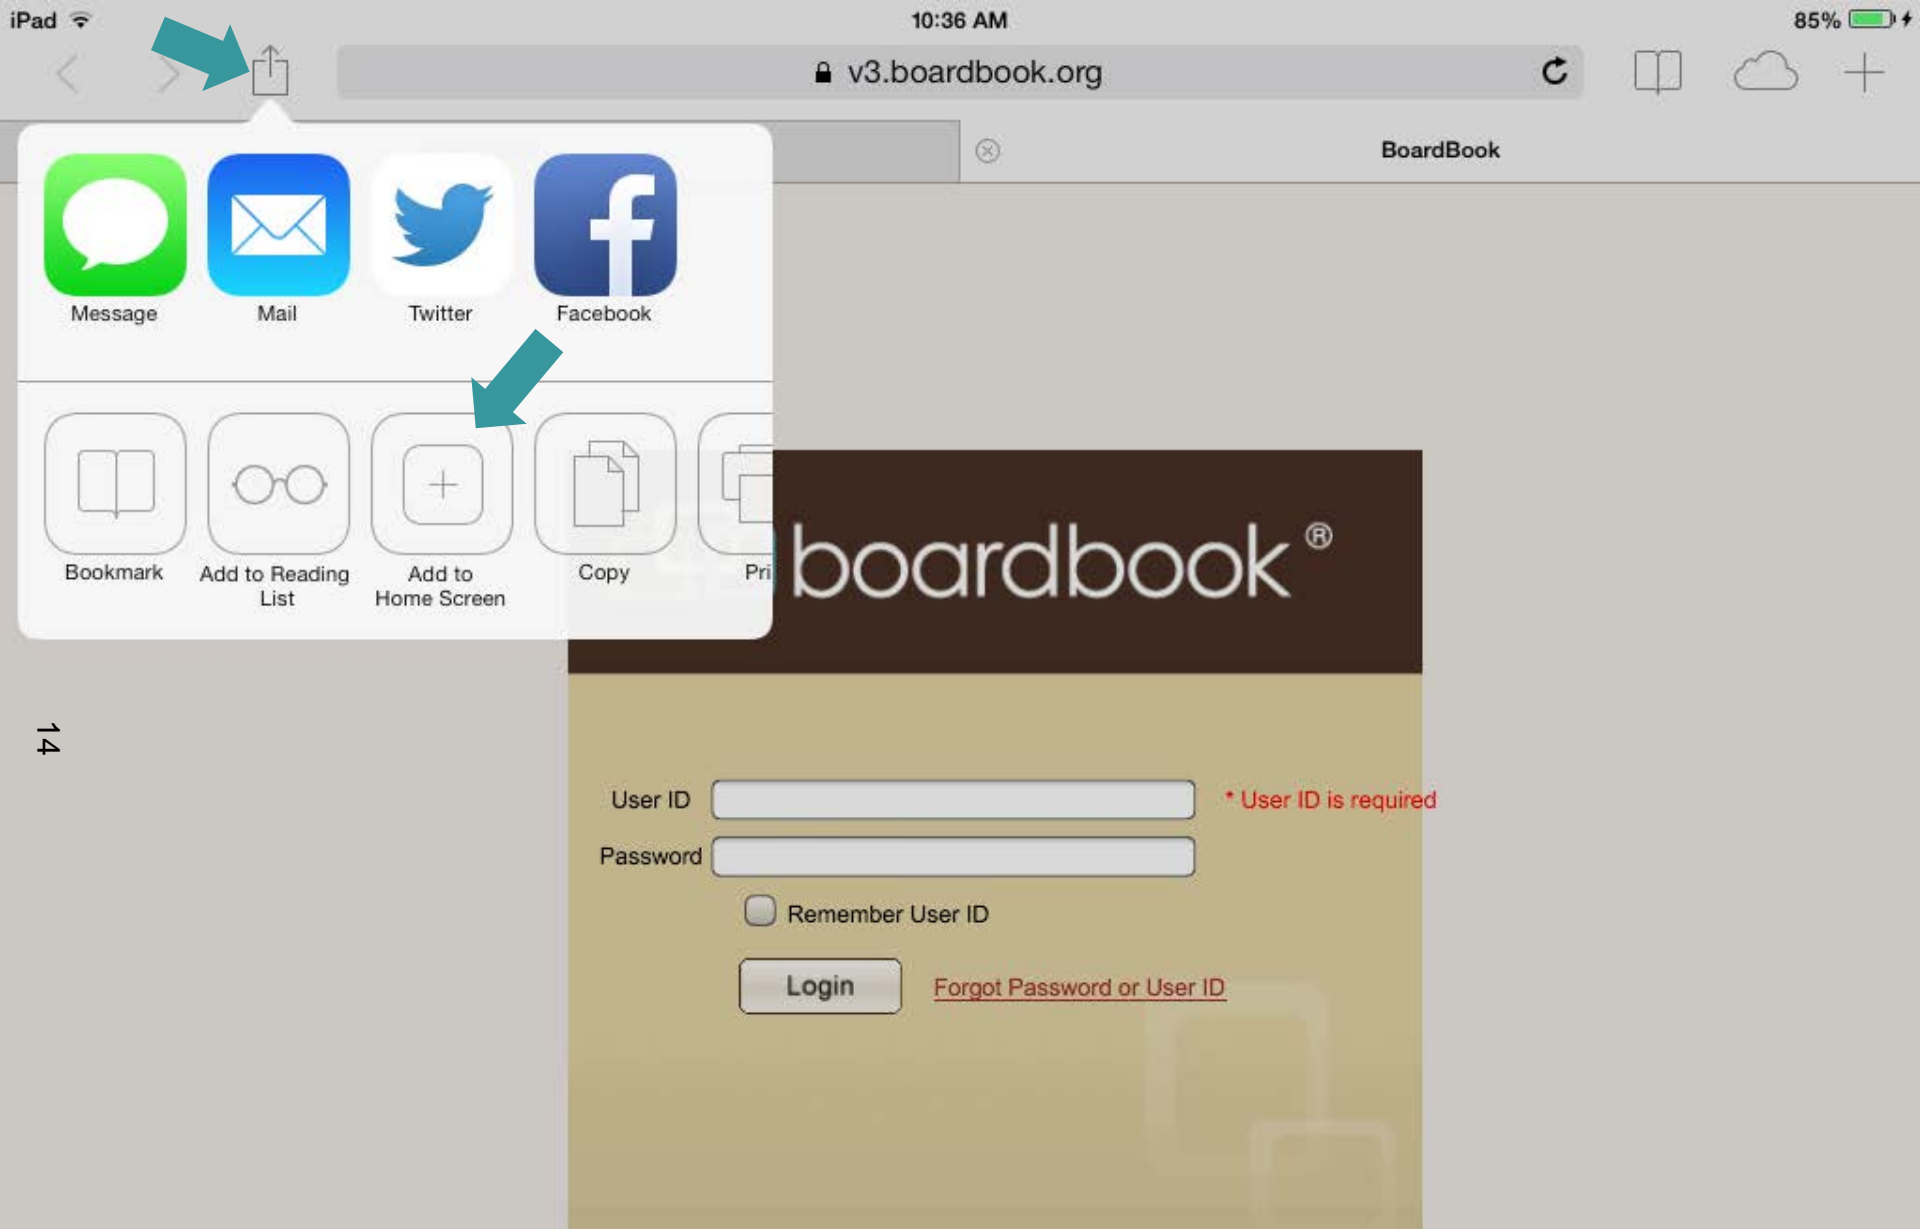 iPad
10:36 AM
85%
v3.boardbook.org
BoardBook
Message
Mail
Twitter
Facebook
Bookmark
Add to Reading
List
Add to
Home Screen
Copy
Pri
boardbook®
14
User ID
* User ID is required
Password
Remember User ID
Login
Forgot Password or User ID